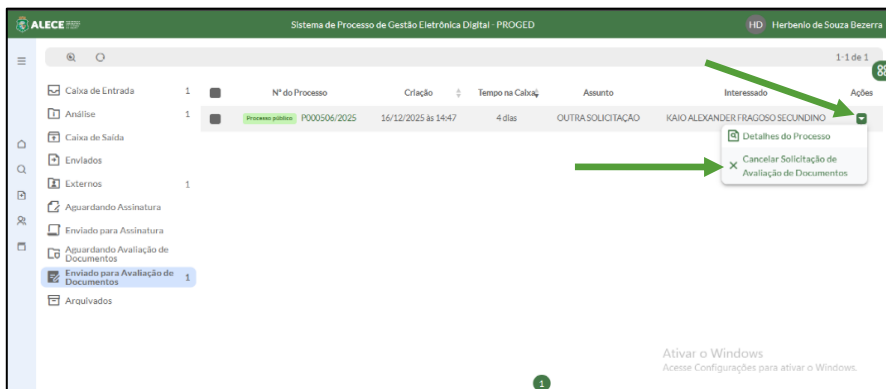 ALECE
Sistema de Processo de Gestão Eletrônica Digital - PROGED
HD Herbenio de Souza Bezerra
1-1 de 1
Caixa de Entrada 1
Análise 1
Caixa de Saída
Enviados
Externos 1
Aguardando Assinatura
Enviado para Assinatura
Aguardando Avaliação de
Documentos
Enviado para Avaliação de
Documentos 1
Arquivados
Nº do Processo Criação Tempo na Caixa Assunto Interessado Ações
Processo público P000506/2025 16/12/2025 às 14:47 4 dias OUTRA SOLICITAÇÃO KAIO ALEXANDER FRAGOSO SECUNDINO
Detalhes do Processo
Cancelar Solicitação de
Avaliação de Documentos
Ativar o Windows
Acesse Configurações para ativar o Windows.
1